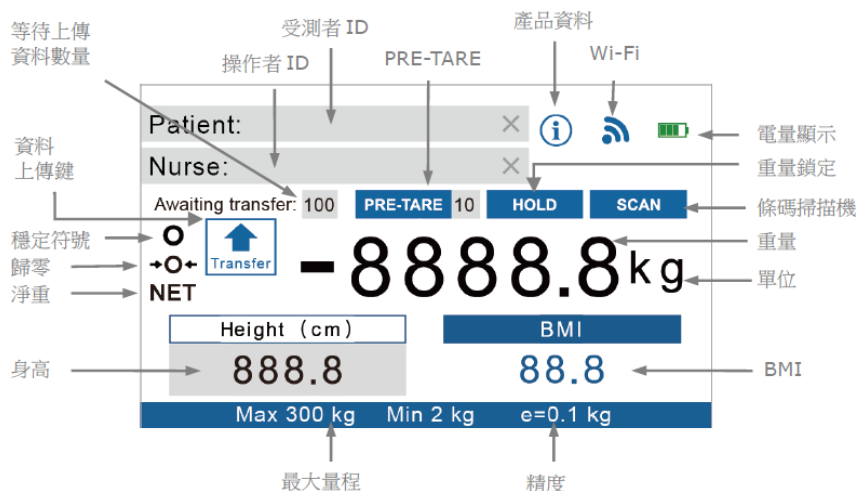 等待上傳
資料數量
受測者 ID
操作者 ID
PRE-TARE
產品資料
Wi-Fi
Patient:
Nurse:
電量顯示
重量鎖定
資料
上傳鍵
Awaiting transfer: 100 PRE-TARE 10 HOLD SCAN
條碼掃描機
穩定符號
歸零
淨重
Transfer
NET
-8888.8kg
重量
單位
Height (cm)
BMI
身高
888.8
88.8
BMI
Max 300 kg Min 2 kg e=0.1 kg
最大量程
精度